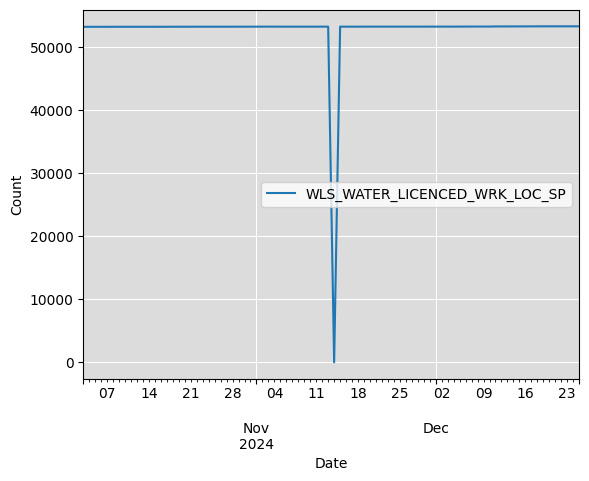 50000
40000
30000
20000
10000
0
Count
WLS_WATER_LICENCED_WRK_LOC_SP
07 14 21 28 04 11 18 25 02 09 16 23
Nov Dec
2024
Date